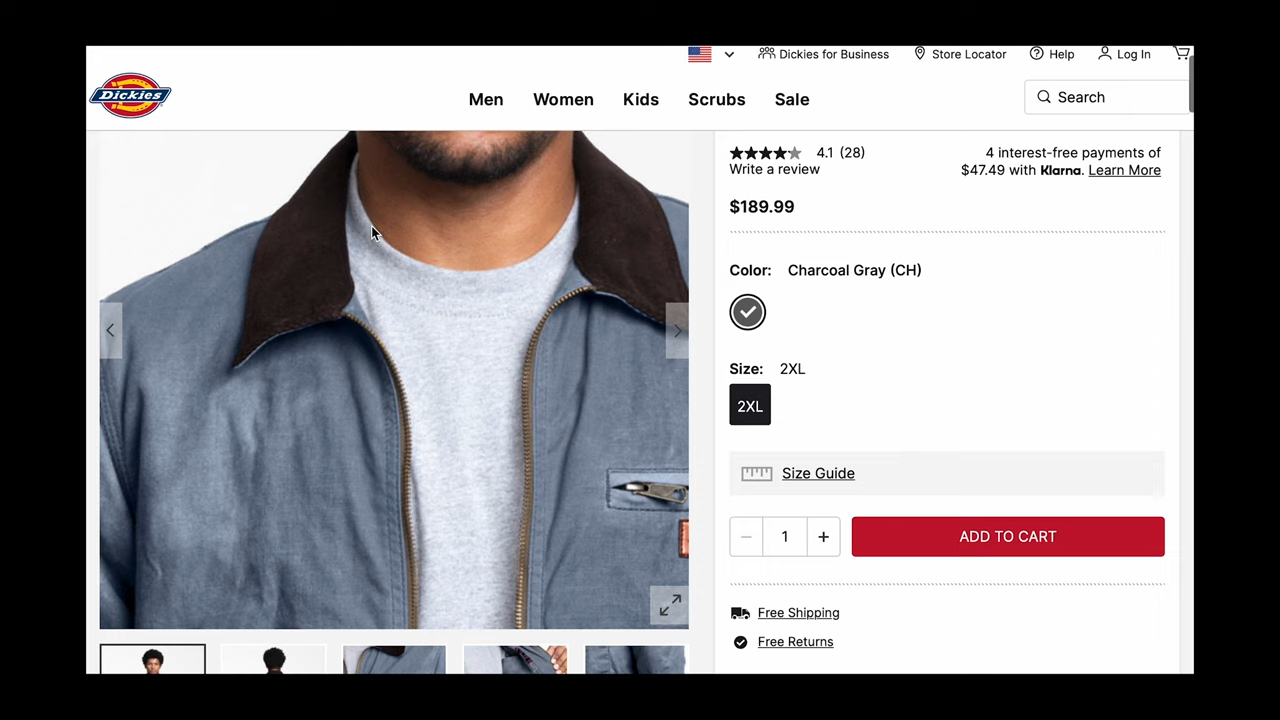 Dickies for Business
Store Locator
Help
Log In
Dickies
Men
Women
Kids
Scrubs
Sale
Search
4.1 (28)
Write a review
4 interest-free payments of
$47.49 with Klarna. Learn More
$189.99
Color: Charcoal Gray (CH)
Size: 2XL
2XL
Size Guide
1
ADD TO CART
Free Shipping
Free Returns